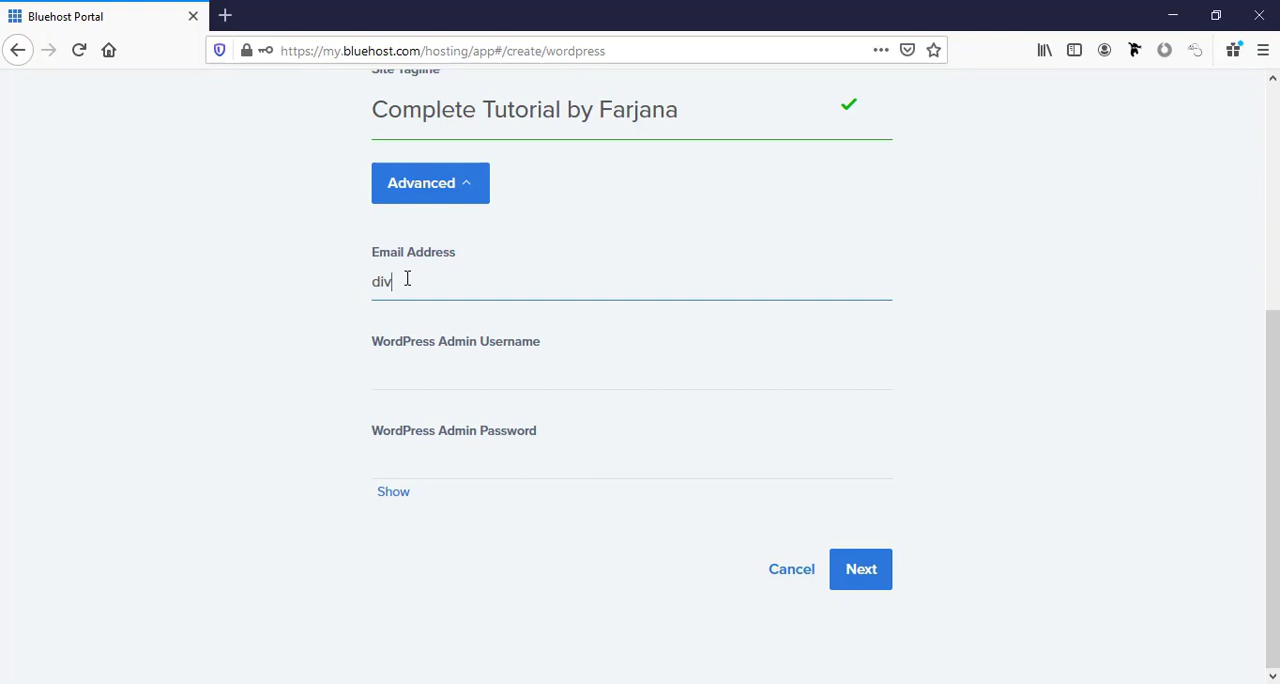 Bluehost Portal
https://my.bluehost.com/hosting/app#/create/wordpress
Site Tagline
Complete Tutorial by Farjana
Advanced
Email Address
div
WordPress Admin Username
WordPress Admin Password
Show
Cancel
Next